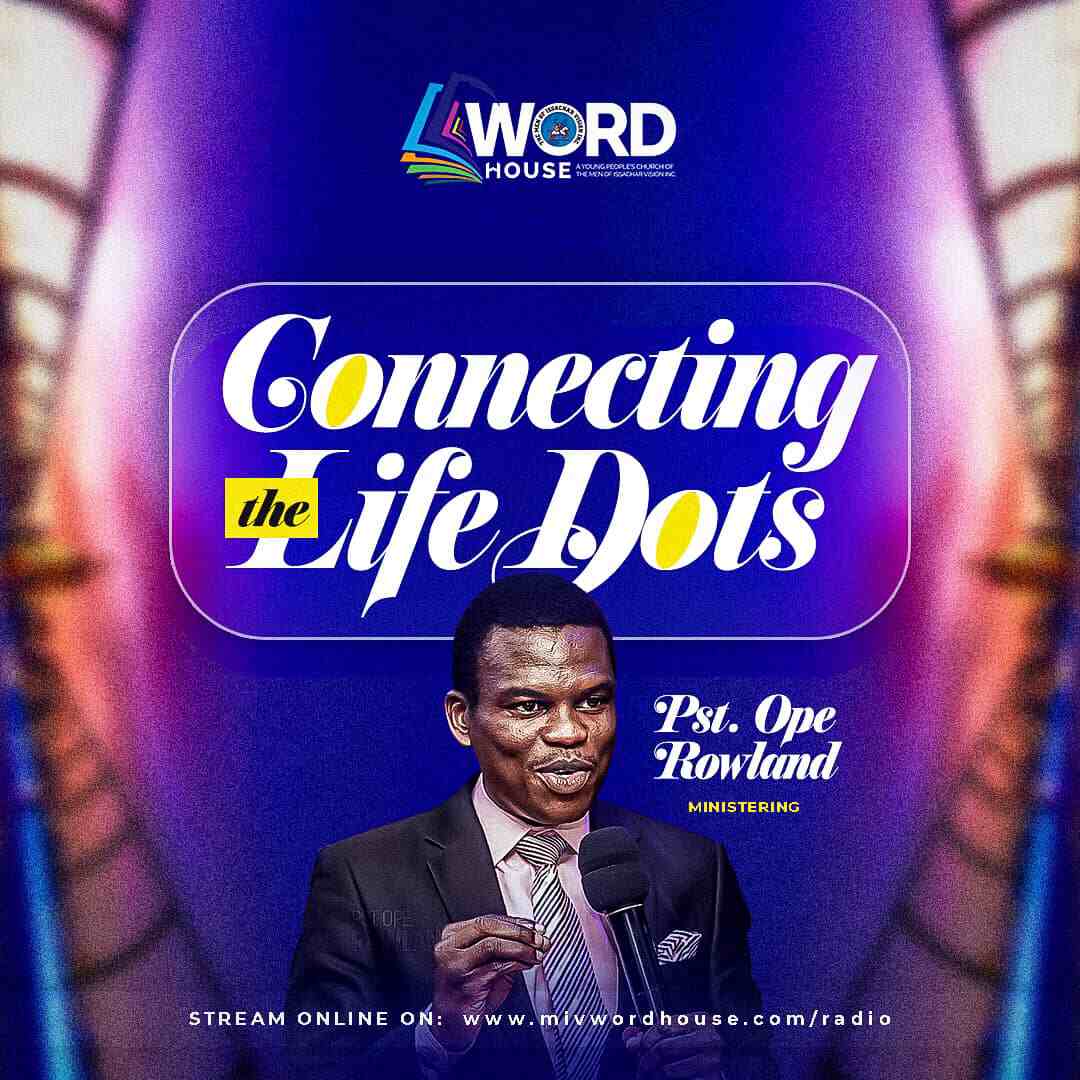 WORD
HOUSE
A YOUNG PEOPLE'S CHURCH OF
THE MEN OF ISSACHAR VISION INC.
Connecting
the Life Dots
Pst. Ope
Rowland
MINISTERING
STREAM ONLINE ON: www.mivwordhouse.com/radio